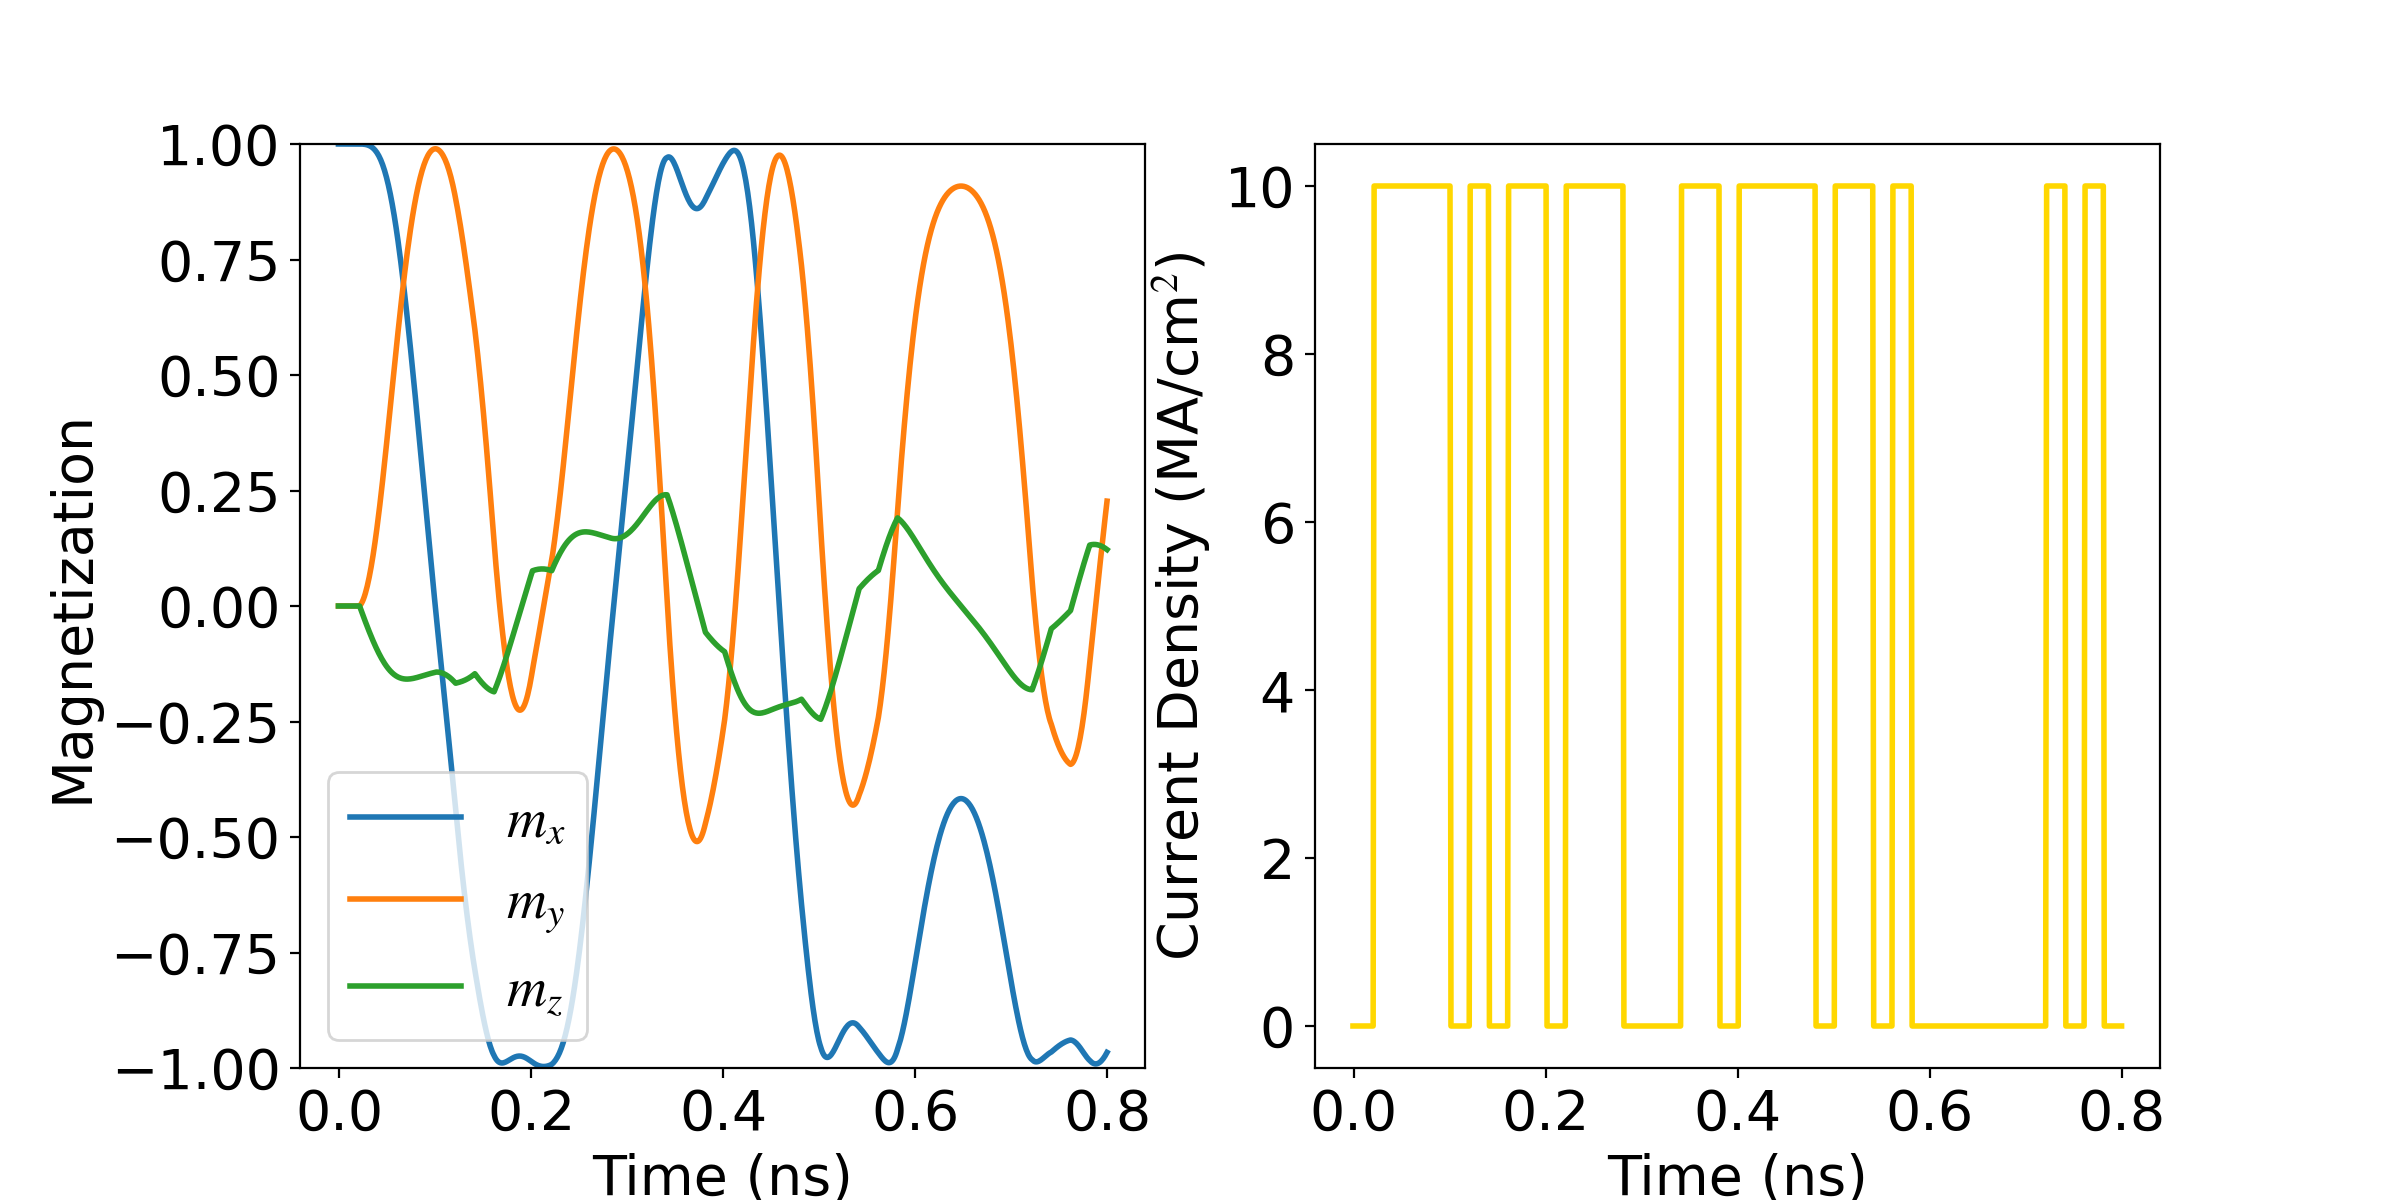 1.00
0.75
0.50
0.25
0.00
−0.25
−0.50
−0.75
−1.00
Magnetization
0.0 0.2 0.4 0.6 0.8
Time (ns)
m_x
m_y
m_z
10
8
6
4
2
0
Current Density (MA/cm²)
0.0 0.2 0.4 0.6 0.8
Time (ns)